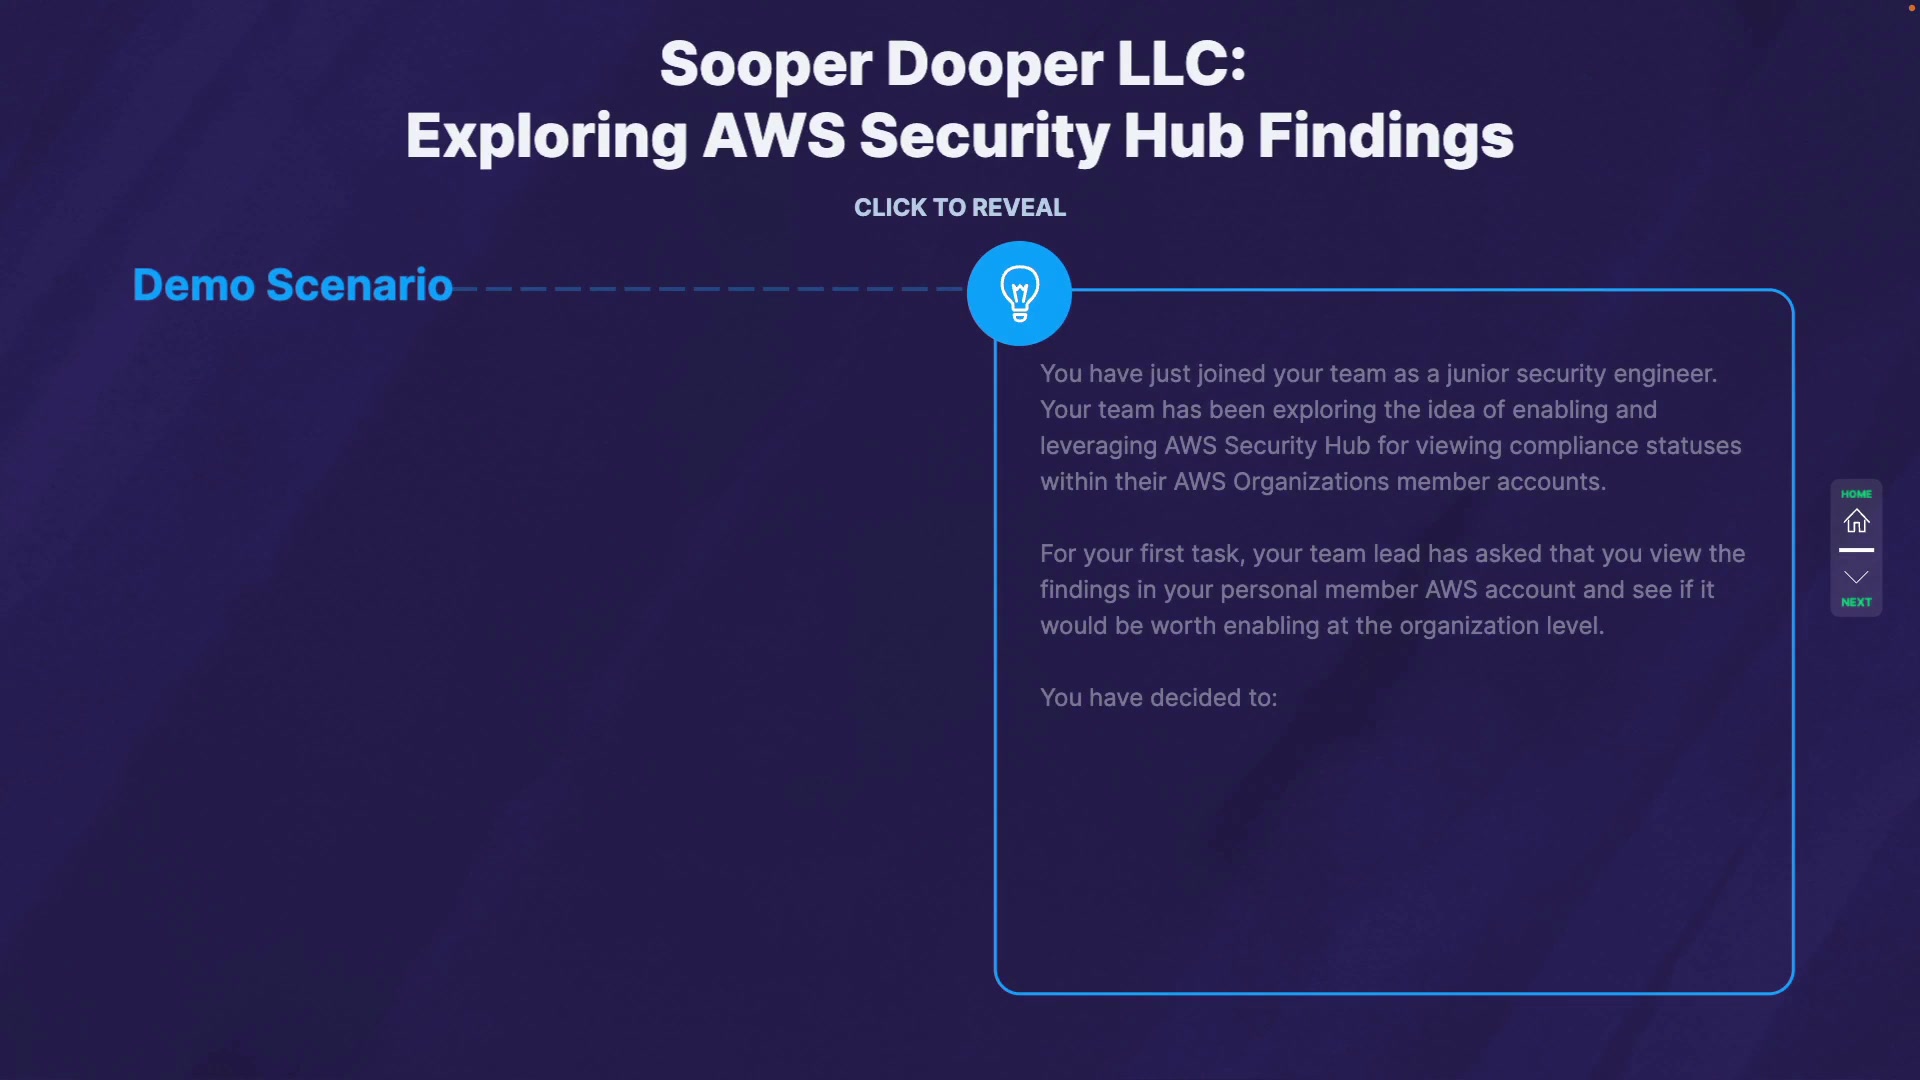 Sooper Dooper LLC:
Exploring AWS Security Hub Findings
CLICK TO REVEAL
Demo Scenario
You have just joined your team as a junior security engineer.
Your team has been exploring the idea of enabling and
leveraging AWS Security Hub for viewing compliance statuses
within their AWS Organizations member accounts.
For your first task, your team lead has asked that you view the
findings in your personal member AWS account and see if it
would be worth enabling at the organization level.
You have decided to:
HOME
NEXT